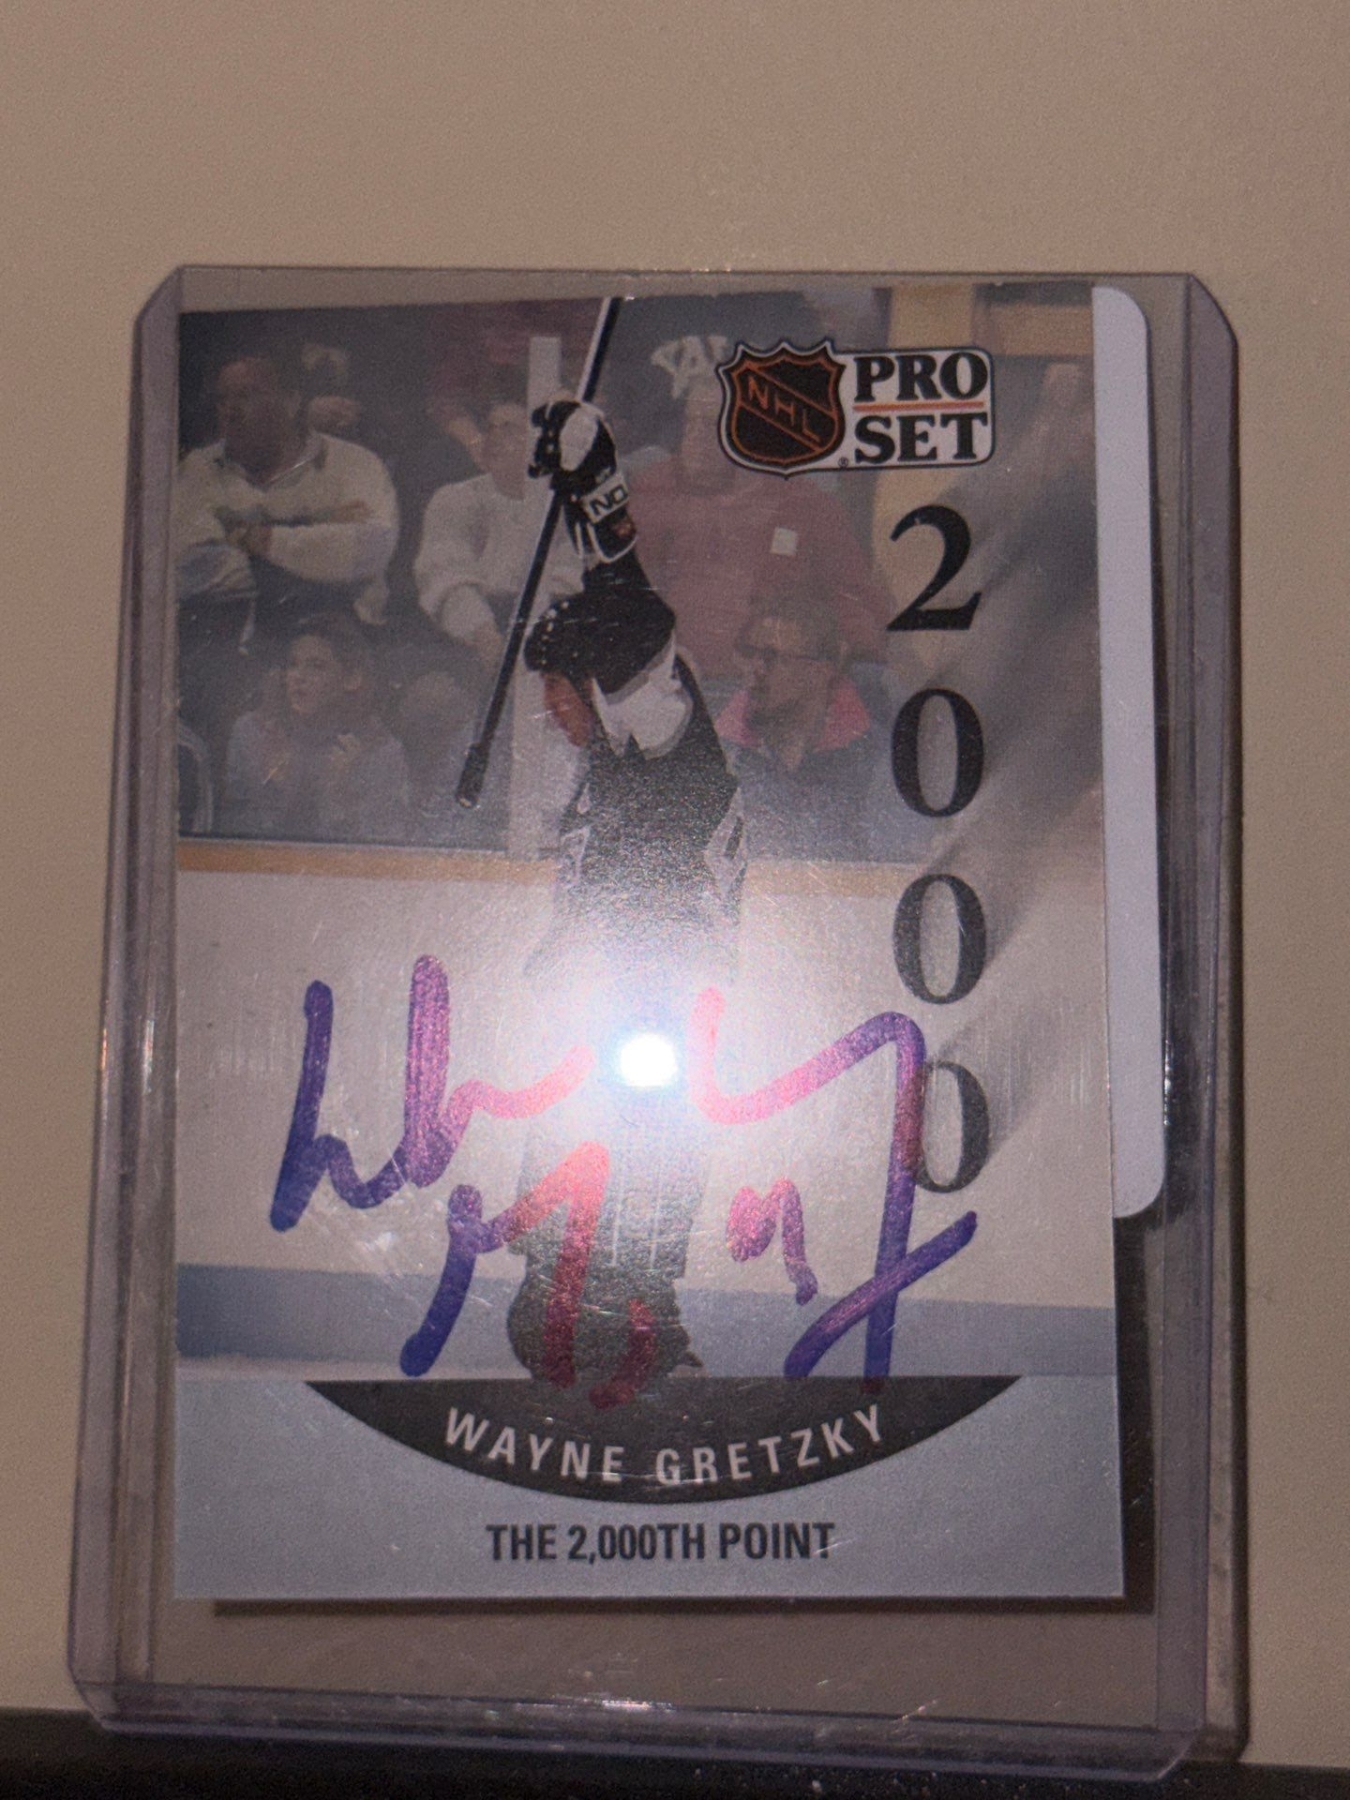 NHL
PRO
SET
2000
WAYNE GRETZKY
THE 2,000TH POINT